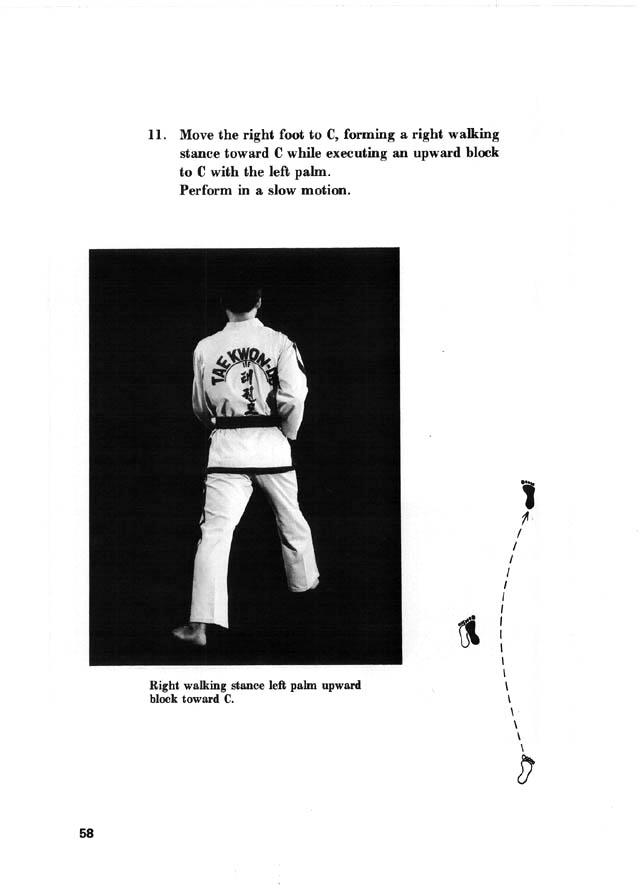 11. Move the right foot to C, forming a right walking
stance toward C while executing an upward block
to C with the left palm.
Perform in a slow motion.
TAEKWON-DO
ITF
태권도
Right walking stance left palm upward
block toward C.
58